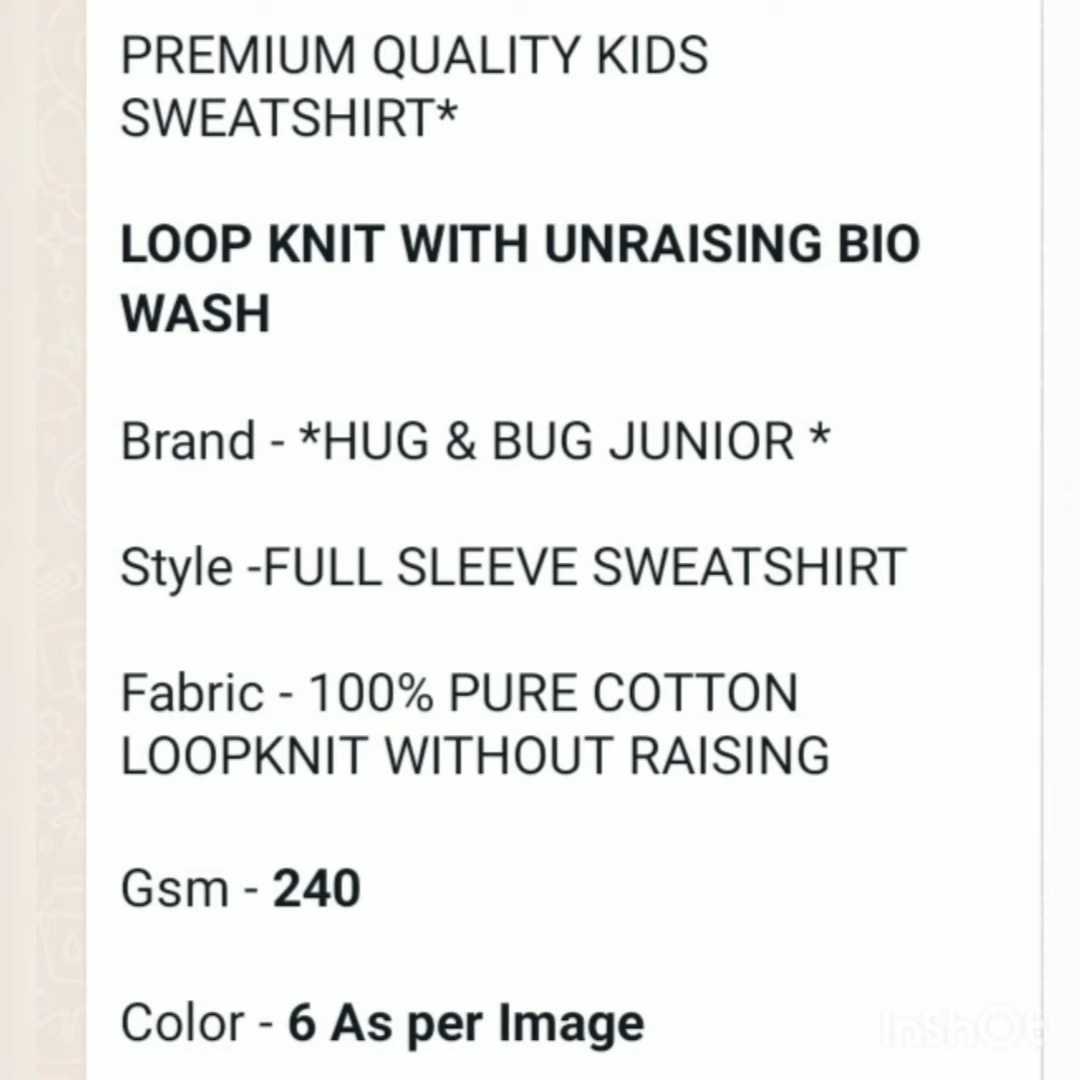 PREMIUM QUALITY KIDS
SWEATSHIRT*
LOOP KNIT WITH UNRAISING BIO
WASH
Brand - *HUG & BUG JUNIOR *
Style -FULL SLEEVE SWEATSHIRT
Fabric - 100% PURE COTTON
LOOPKNIT WITHOUT RAISING
Gsm - 240
Color - 6 As per Image
InShOt